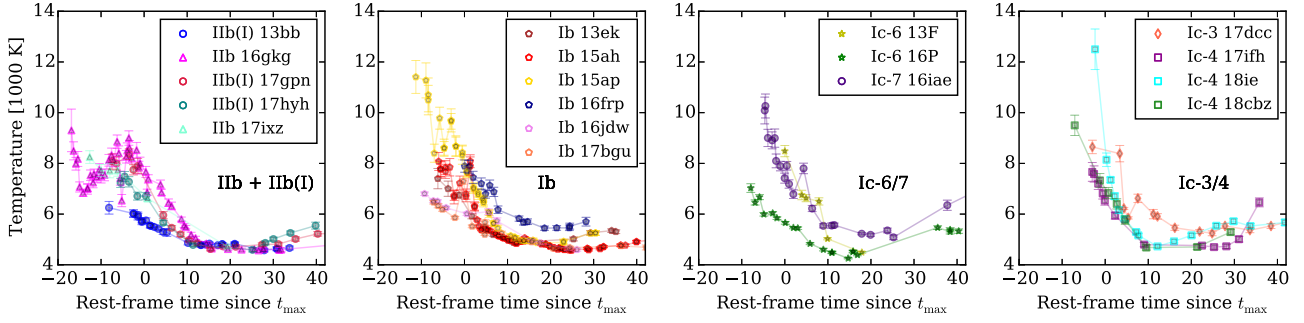 Temperature [1000 K]
14
12
10
8
6
4
−20 −10 0 10 20 30 40
Rest-frame time since tmax
IIb(I) 13bb
IIb 16gkg
IIb(I) 17gpn
IIb(I) 17hyh
IIb 17ixz
IIb + IIb(I)
14
12
10
8
6
4
−20 −10 0 10 20 30 40
Rest-frame time since tmax
Ib 13ek
Ib 15ah
Ib 15ap
Ib 16frp
Ib 16jdw
Ib 17bgu
Ib
14
12
10
8
6
4
−20 −10 0 10 20 30 40
Rest-frame time since tmax
Ic-6 13F
Ic-6 16P
Ic-7 16iae
Ic-6/7
14
12
10
8
6
4
−20 −10 0 10 20 30 40
Rest-frame time since tmax
Ic-3 17dcc
Ic-4 17ifh
Ic-4 18ie
Ic-4 18cbz
Ic-3/4